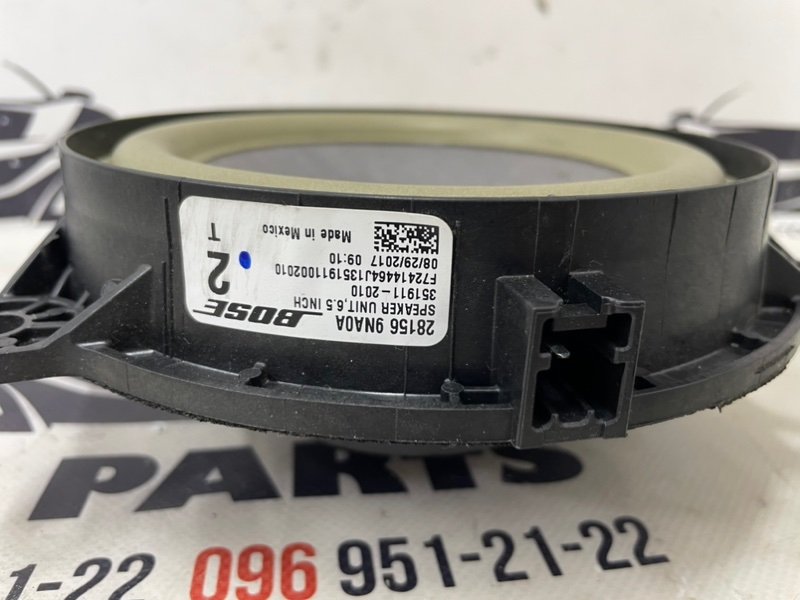 28156 9NA0A
BOSE
SPEAKER UNIT,6.5 INCH
351911-2010
F72414464J1351911002010
08/29/2017 09:10
Made in Mexico
2
T
PARTS
1-22 096 951-21-22